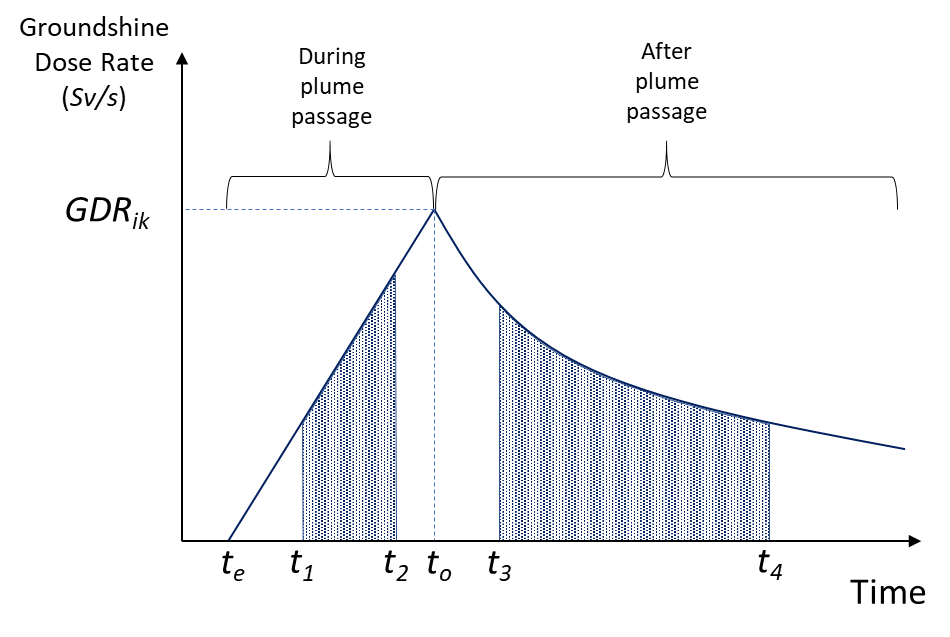 Groundshine
Dose Rate
(Sv/s)
During
plume
passage
After
plume
passage
GDRik
te
t1
t2
to
t3
t4
Time